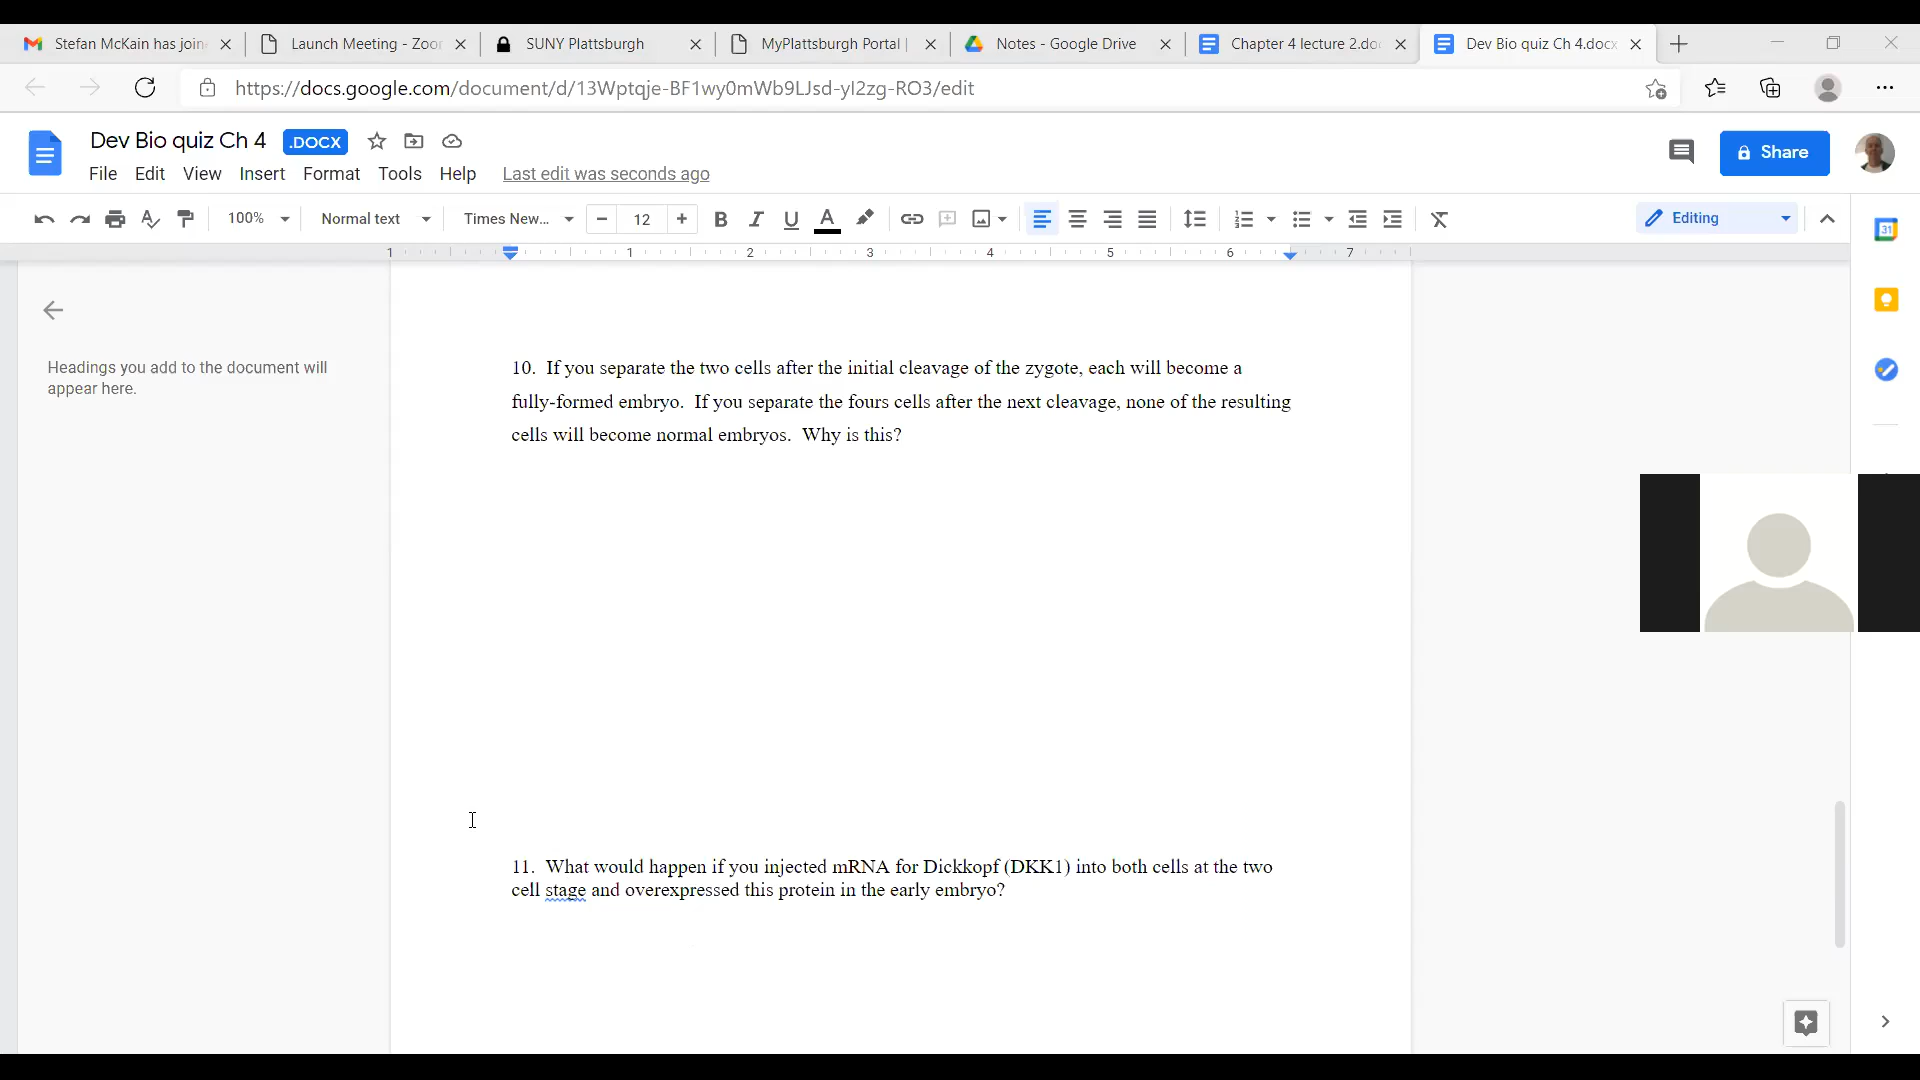 Stefan McKain has join
Launch Meeting - Zoo
SUNY Plattsburgh
MyPlattsburgh Portal |
Notes - Google Drive
Chapter 4 lecture 2.do
Dev Bio quiz Ch 4.docx
https://docs.google.com/document/d/13Wptqje-BF1wy0mWb9LJsd-yI2zg-RO3/edit
Dev Bio quiz Ch 4 .DOCX
Share
File Edit View Insert Format Tools Help Last edit was seconds ago
100% Normal text Times New... 12 B I U A Editing
31
1 1 2 3 4 5 6 7
Headings you add to the document will
appear here.
10. If you separate the two cells after the initial cleavage of the zygote, each will become a
fully-formed embryo. If you separate the fours cells after the next cleavage, none of the resulting
cells will become normal embryos. Why is this?
11. What would happen if you injected mRNA for Dickkopf (DKK1) into both cells at the two
cell stage and overexpressed this protein in the early embryo?